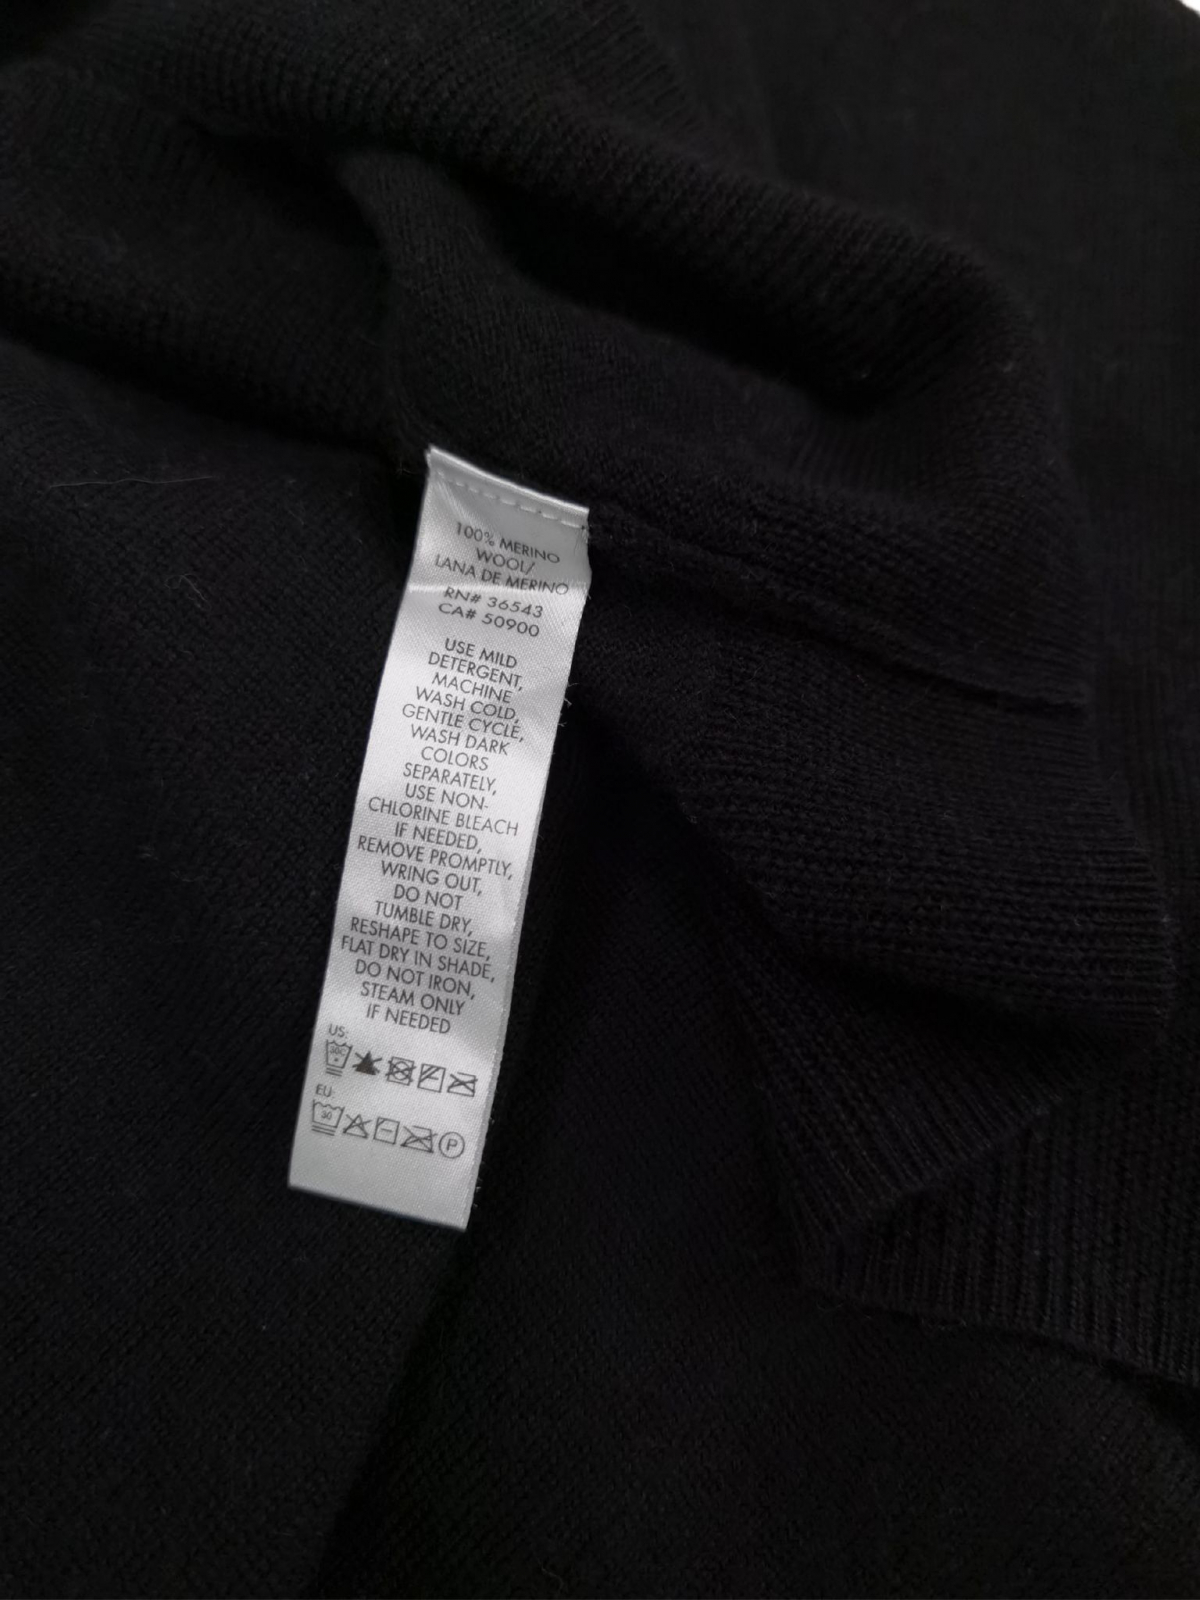 100% MERINO
WOOL/
LANA DE MERINO
RN# 36543
CA# 50900
USE MILD
DETERGENT,
MACHINE
WASH COLD,
GENTLE CYCLE,
WASH DARK
COLORS
SEPARATELY,
USE NON-
CHLORINE BLEACH
IF NEEDED,
REMOVE PROMPTLY,
WRING OUT,
DO NOT
TUMBLE DRY,
RESHAPE TO SIZE,
FLAT DRY IN SHADE,
DO NOT IRON,
STEAM ONLY
IF NEEDED
US:
30C
EU:
30 P